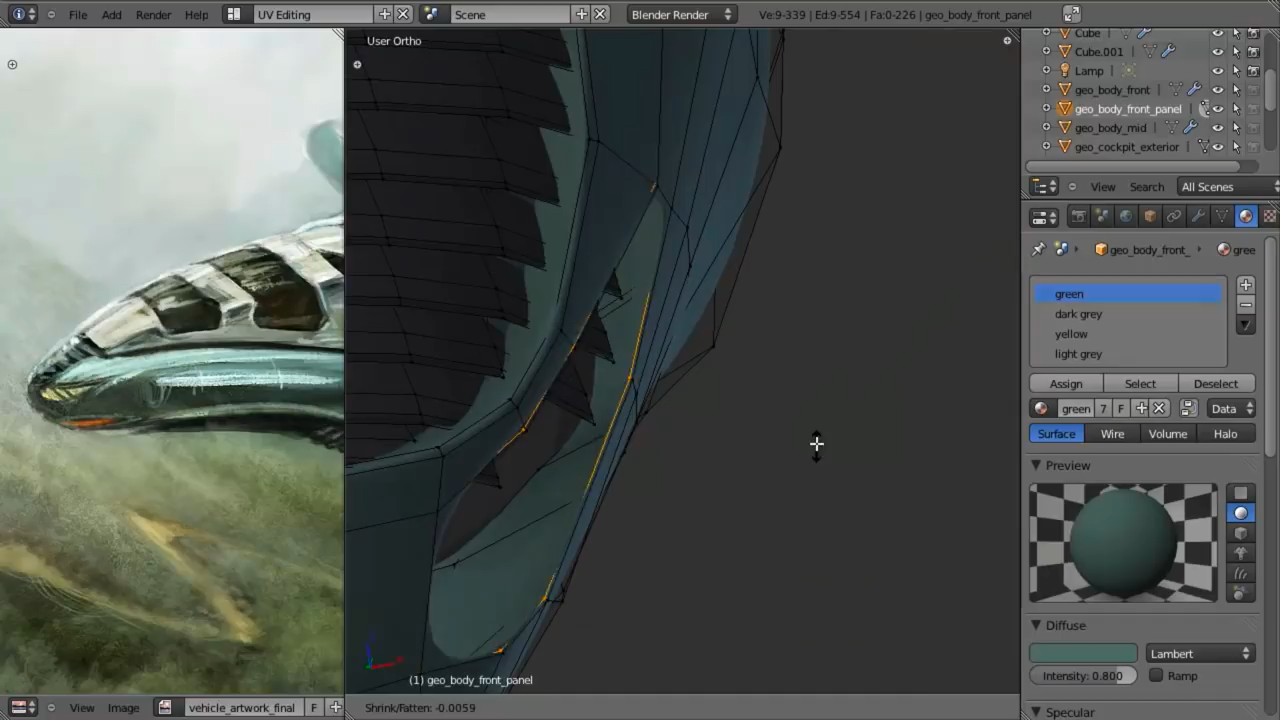 File Add Render Help UV Editing Scene Blender Render Ve:9-339 | Ed:9-554 | Fa:0-226 | geo_body_front_panel
User Ortho
Cube
Cube.001
Lamp
geo_body_front
geo_body_front_panel
geo_body_mid
geo_cockpit_exterior
View Search All Scenes
geo_body_front_ gree
green
dark grey
yellow
light grey
Assign Select Deselect
green 7 F Data
Surface Wire Volume Halo
Preview
Diffuse
Lambert
Intensity: 0.800 Ramp
Specular
(1) geo_body_front_panel
View Image vehicle_artwork_final F Shrink/Fatten: -0.0059